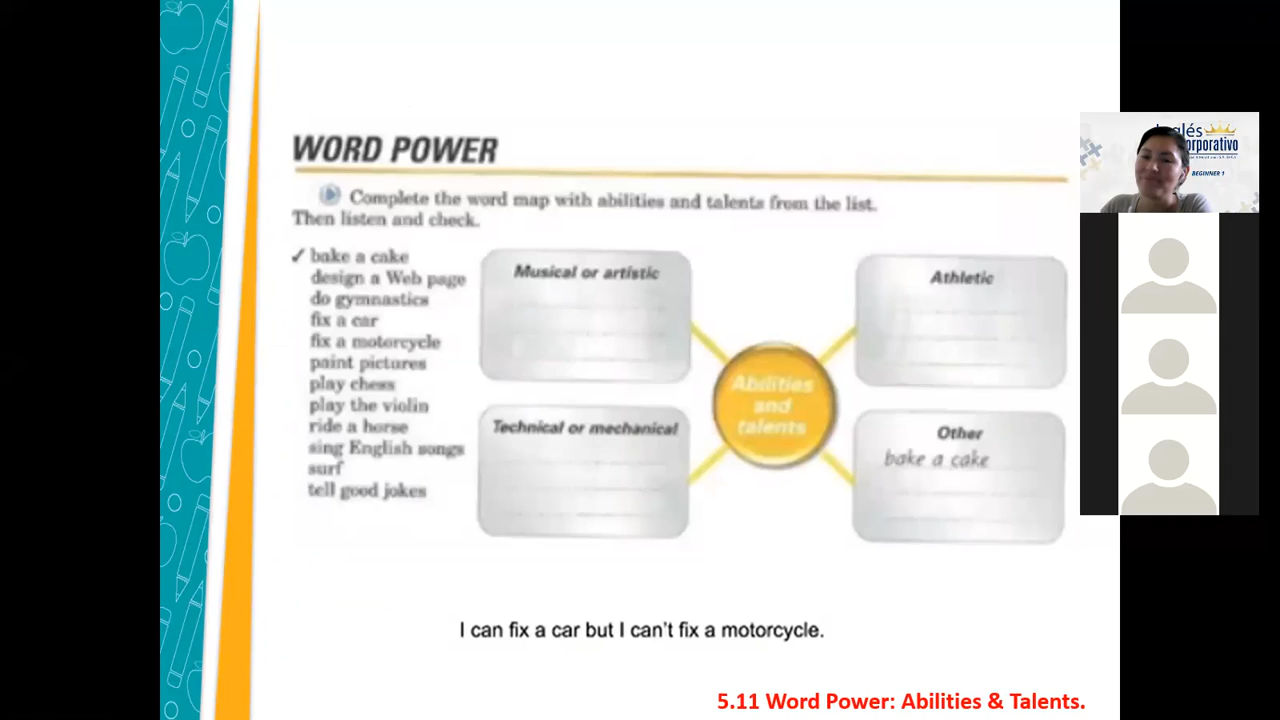 WORD POWER
Complete the word map with abilities and talents from the list.
Then listen and check.
✓ bake a cake
design a Web page
do gymnastics
fix a car
fix a motorcycle
paint pictures
play chess
play the violin
ride a horse
sing English songs
surf
tell good jokes
Musical or artistic
Athletic
Abilities
and
talents
Technical or mechanical
Other
bake a cake
I can fix a car but I can't fix a motorcycle.
5.11 Word Power: Abilities & Talents.
BEGINNER 1